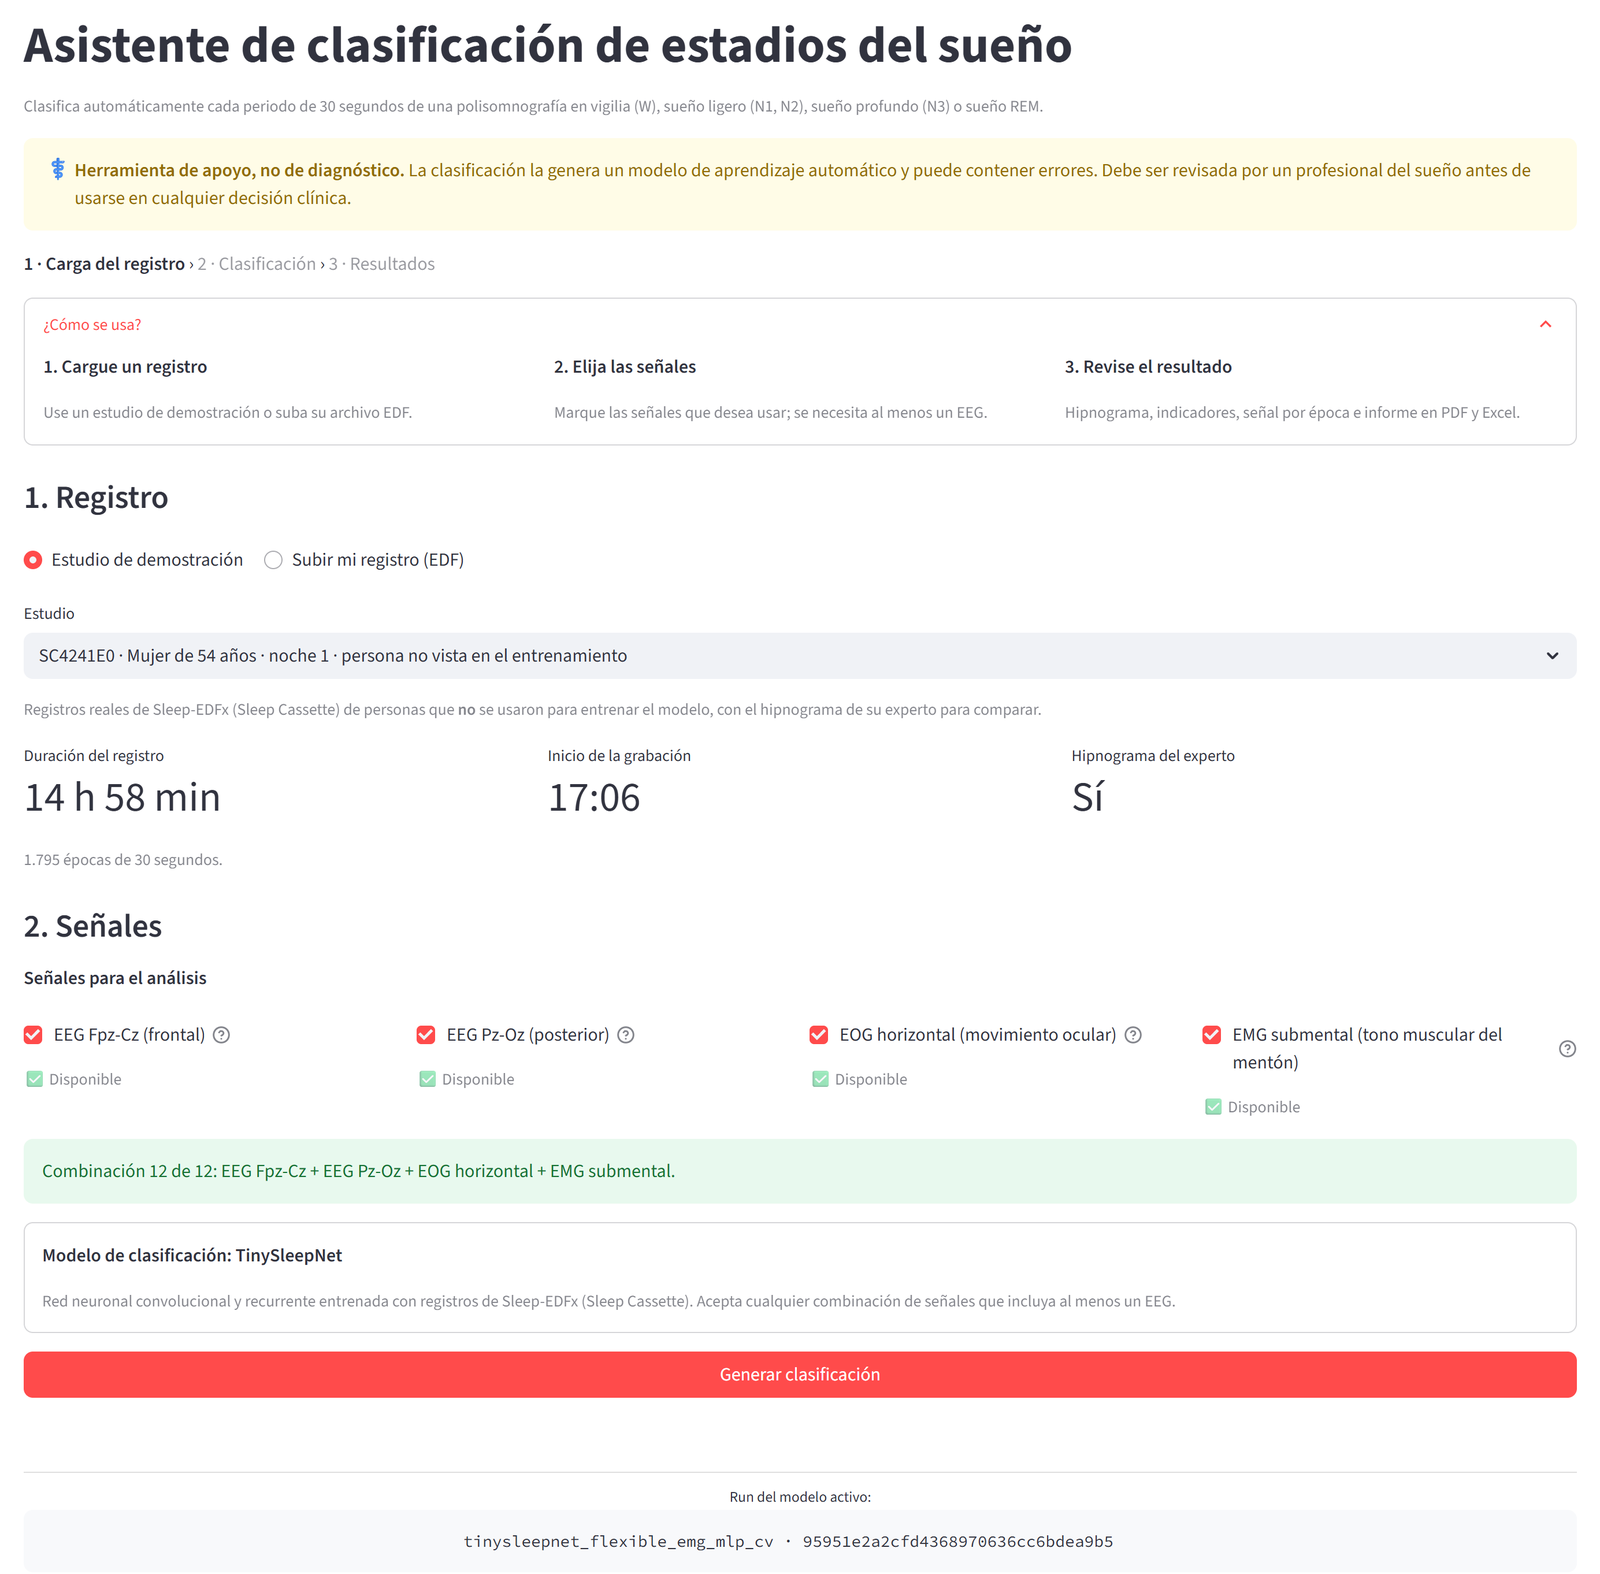 Asistente de clasificación de estadios del sueño
Clasifica automáticamente cada periodo de 30 segundos de una polisomnografía en vigilia (W), sueño ligero (N1, N2), sueño profundo (N3) o sueño REM.
Herramienta de apoyo, no de diagnóstico. La clasificación la genera un modelo de aprendizaje automático y puede contener errores. Debe ser revisada por un profesional del sueño antes de
usarse en cualquier decisión clínica.
1 · Carga del registro › 2 · Clasificación › 3 · Resultados
¿Cómo se usa?
1. Cargue un registro
2. Elija las señales
3. Revise el resultado
Use un estudio de demostración o suba su archivo EDF.
Marque las señales que desea usar; se necesita al menos un EEG.
Hipnograma, indicadores, señal por época e informe en PDF y Excel.
1. Registro
Estudio de demostración
Subir mi registro (EDF)
Estudio
SC4241E0 · Mujer de 54 años · noche 1 · persona no vista en el entrenamiento
Registros reales de Sleep-EDFx (Sleep Cassette) de personas que no se usaron para entrenar el modelo, con el hipnograma de su experto para comparar.
Duración del registro
Inicio de la grabación
Hipnograma del experto
14 h 58 min
17:06
Sí
1.795 épocas de 30 segundos.
2. Señales
Señales para el análisis
EEG Fpz-Cz (frontal)
EEG Pz-Oz (posterior)
EOG horizontal (movimiento ocular)
EMG submental (tono muscular del
mentón)
Disponible
Disponible
Disponible
Disponible
Combinación 12 de 12: EEG Fpz-Cz + EEG Pz-Oz + EOG horizontal + EMG submental.
Modelo de clasificación: TinySleepNet
Red neuronal convolucional y recurrente entrenada con registros de Sleep-EDFx (Sleep Cassette). Acepta cualquier combinación de señales que incluya al menos un EEG.
Generar clasificación
Run del modelo activo:
tinysleepnet_flexible_emg_mlp_cv · 95951e2a2cfd4368970636cc6bdea9b5